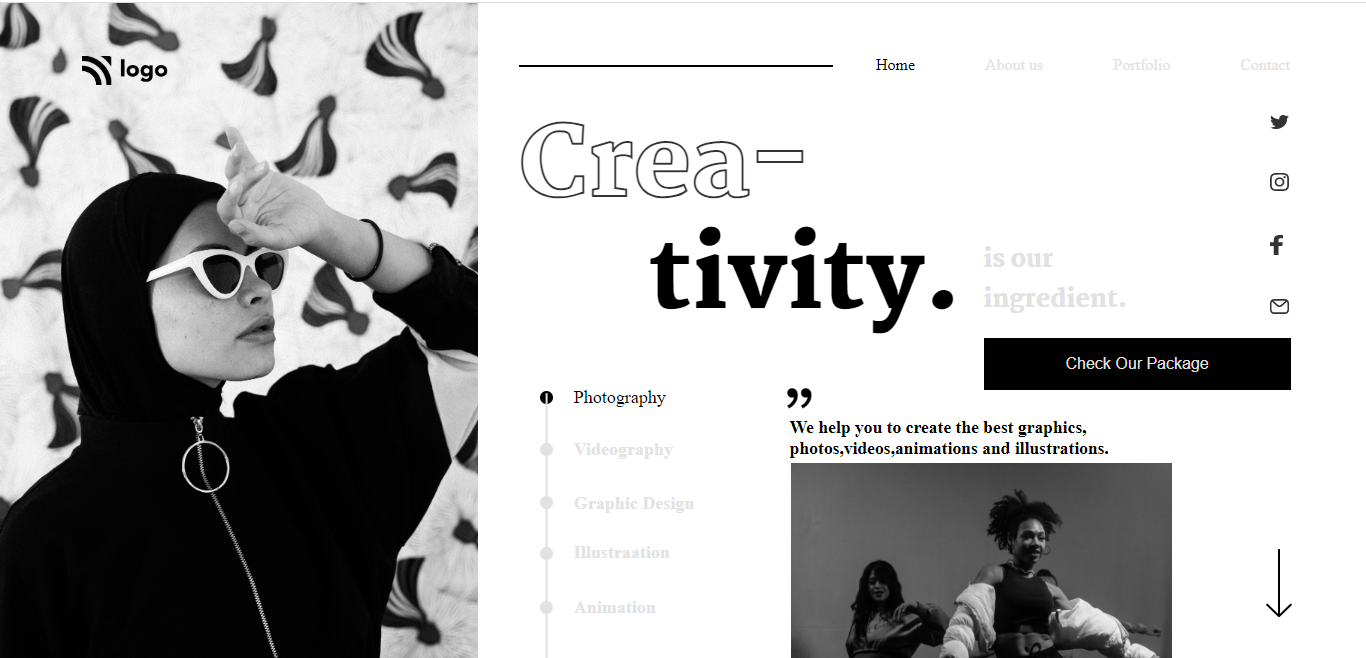 logo
Home About us Portfolio Contact
Crea-
tivity.
is our
ingredient.
Check Our Package
Photography
Videography
Graphic Design
Illustraation
Animation
”
We help you to create the best graphics,
photos,videos,animations and illustrations.